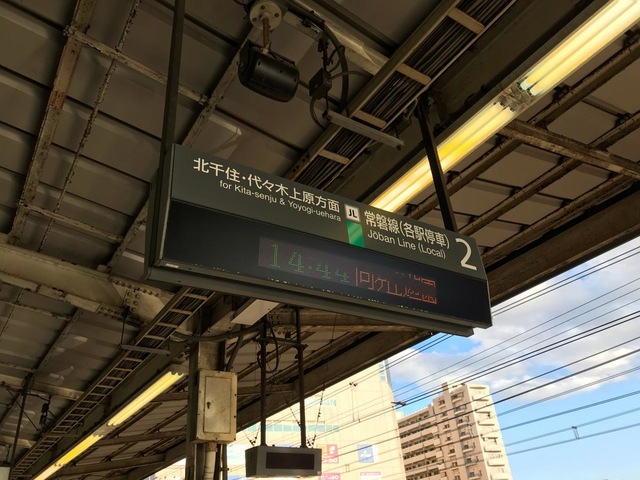 北千住・代々木上原方面
for Kita-senju & Yoyogi-uehara
JL
常磐線(各駅停車)
Jōban Line (Local)
2
14:44